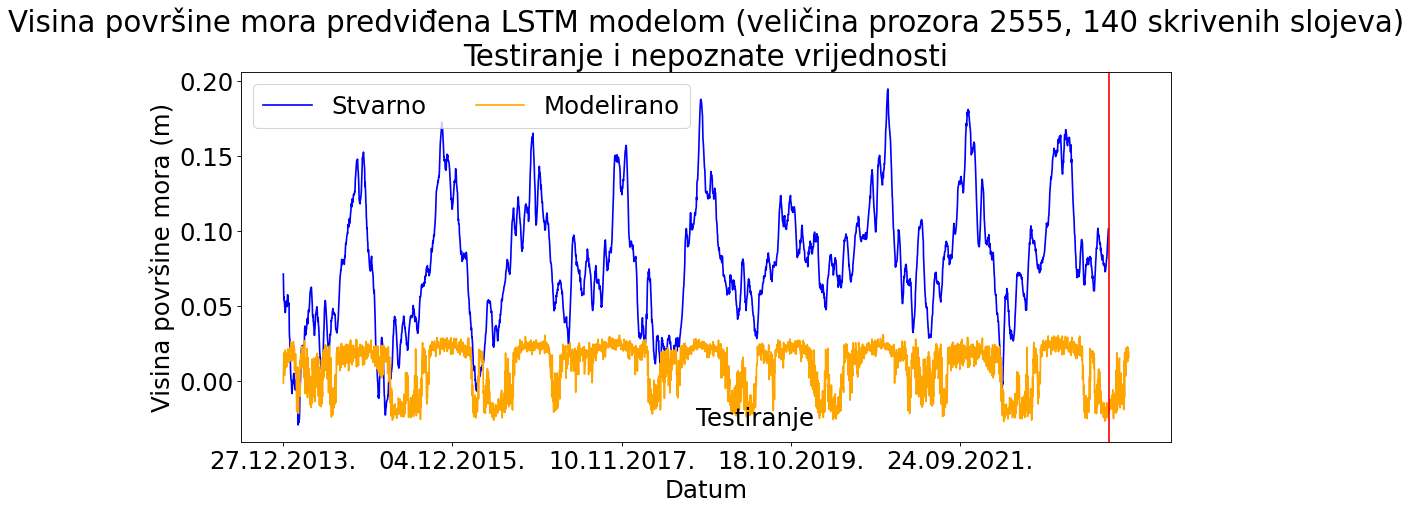 Visina površine mora predviđena LSTM modelom (veličina prozora 2555, 140 skrivenih slojeva)
Testiranje i nepoznate vrijednosti
Stvarno
Modelirano
Visina površine mora (m)
0.20
0.15
0.10
0.05
0.00
Testiranje
27.12.2013.
04.12.2015.
10.11.2017.
18.10.2019.
24.09.2021.
Datum